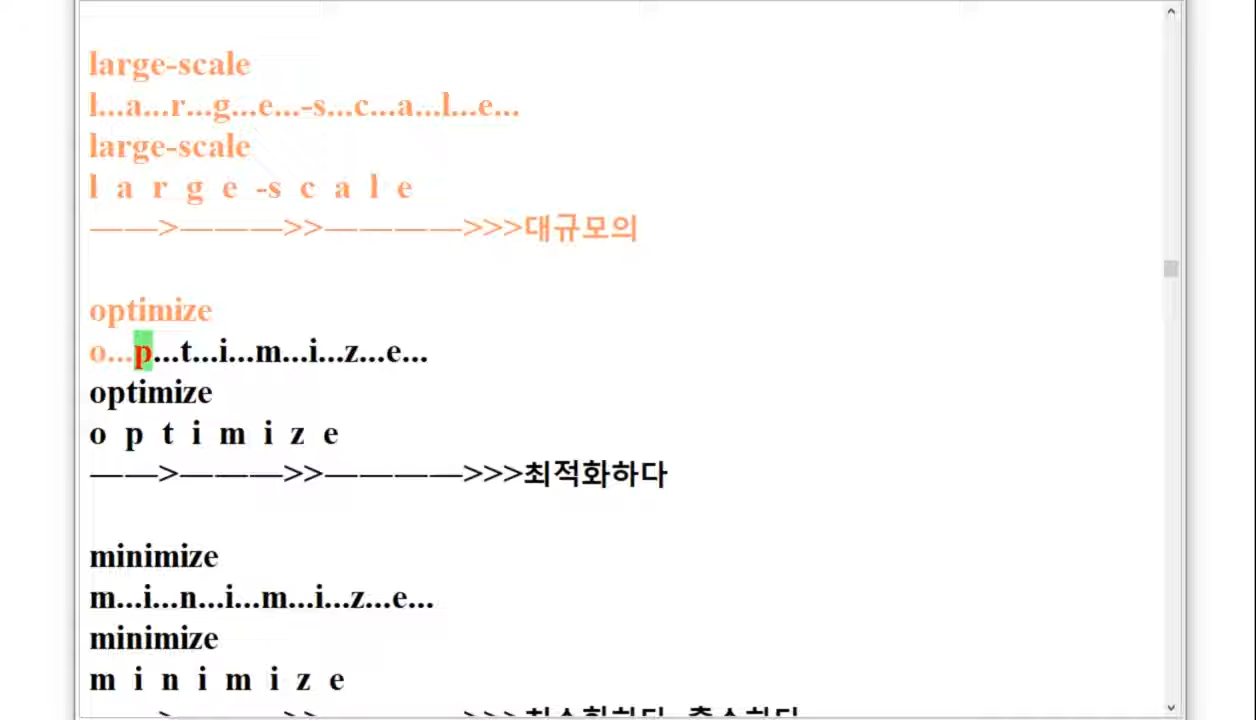 large-scale
l...a...r...g...e...-s...c...a...l...e...
large-scale
l a r g e -s c a l e
——>———>>————>>>대규모의
optimize
o...p...t...i...m...i...z...e...
optimize
o p t i m i z e
——>———>>————>>>최적화하다
minimize
m...i...n...i...m...i...z...e...
minimize
m i n i m i z e